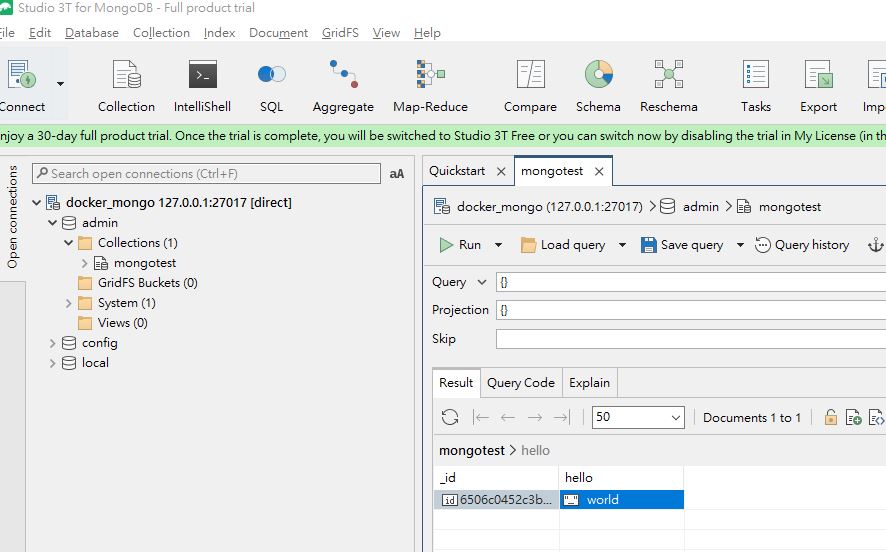 Studio 3T for MongoDB - Full product trial
File Edit Database Collection Index Document GridFS View Help
Connect Collection IntelliShell SQL Aggregate Map-Reduce Compare Schema Reschema Tasks Export Impo
njoy a 30-day full product trial. Once the trial is complete, you will be switched to Studio 3T Free or you can switch now by disabling the trial in My License (in th
Open connections
Search open connections (Ctrl+F) aA
docker_mongo 127.0.0.1:27017 [direct]
admin
Collections (1)
mongotest
GridFS Buckets (0)
System (1)
Views (0)
config
local
Quickstart mongotest
docker_mongo (127.0.0.1:27017) admin mongotest
Run Load query Save query Query history
Query {}
Projection {}
Skip
Result Query Code Explain
50 Documents 1 to 1
mongotest hello
_id hello
id 6506c0452c3b... "_" world